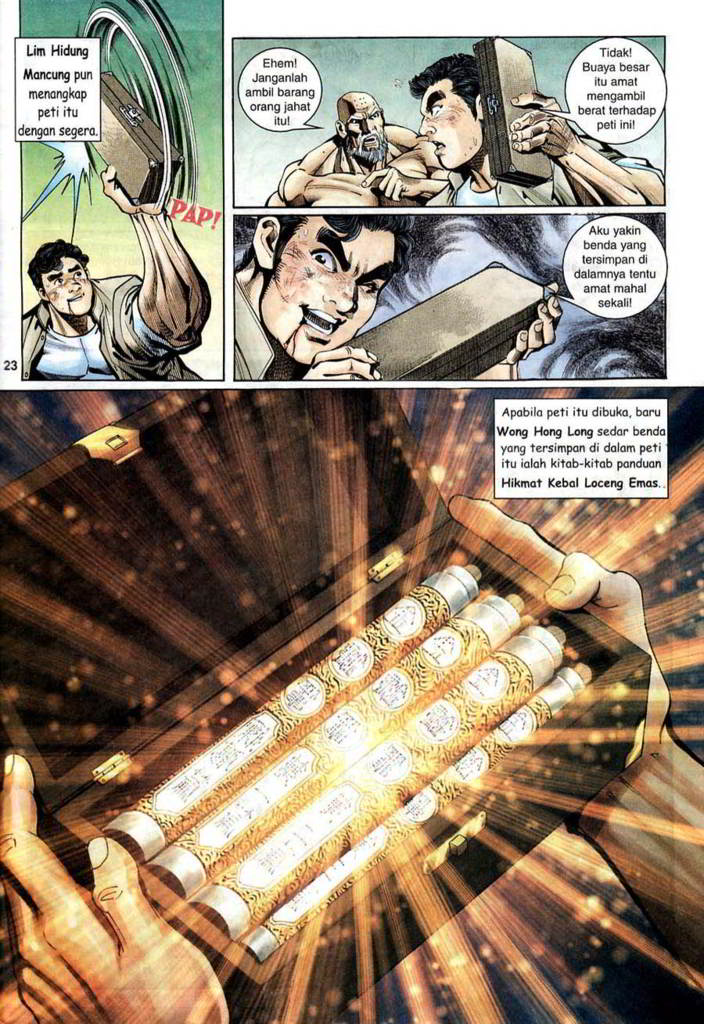 Lim Hidung
Mancung pun
menangkap
peti itu
dengan segera.
PAP!
Ehem!
Janganlah
ambil barang
orang jahat
itu!
Tidak!
Buaya besar
itu amat
mengambil
berat terhadap
peti ini!
Aku yakin
benda yang
tersimpan di
dalamnya tentu
amat mahal
sekali!
23
Apabila peti itu dibuka, baru
Wong Hong Long sedar benda
yang tersimpan di dalam peti
itu ialah kitab-kitab panduan
Hikmat Kebal Loceng Emas..